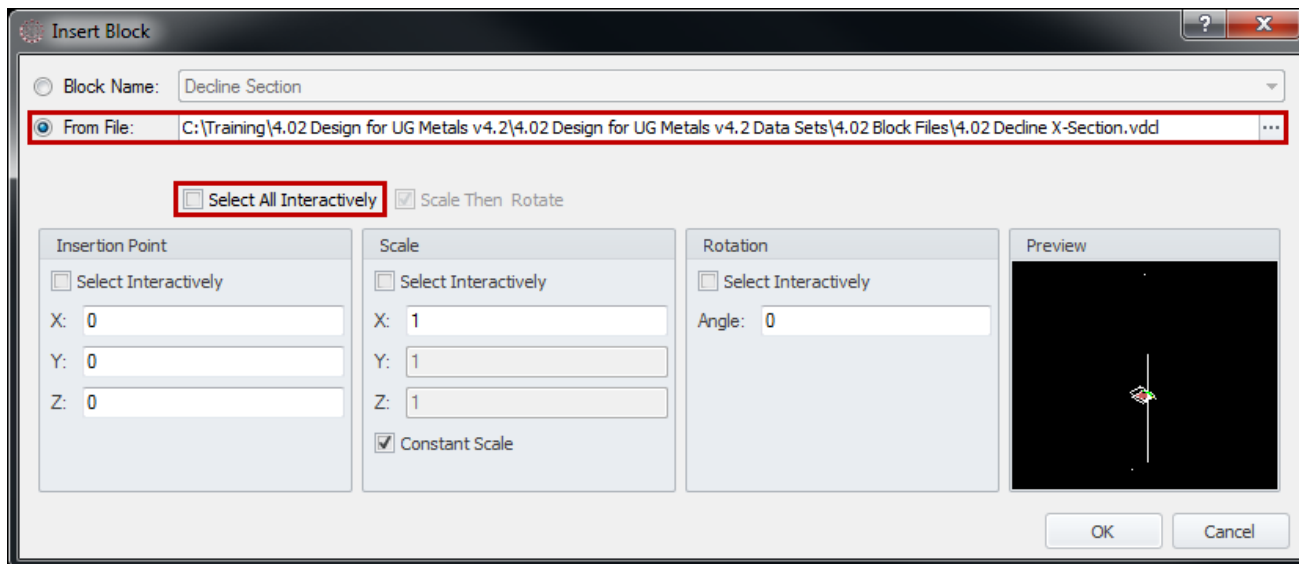 Insert Block
? X
Block Name: Decline Section
From File: C:\Training\4.02 Design for UG Metals v4.2\4.02 Design for UG Metals v4.2 Data Sets\4.02 Block Files\4.02 Decline X-Section.vdcl ...
Select All Interactively Scale Then Rotate
Insertion Point Scale Rotation Preview
Select Interactively Select Interactively Select Interactively
X: 0 X: 1 Angle: 0
Y: 0 Y: 1
Z: 0 Z: 1
Constant Scale
OK Cancel